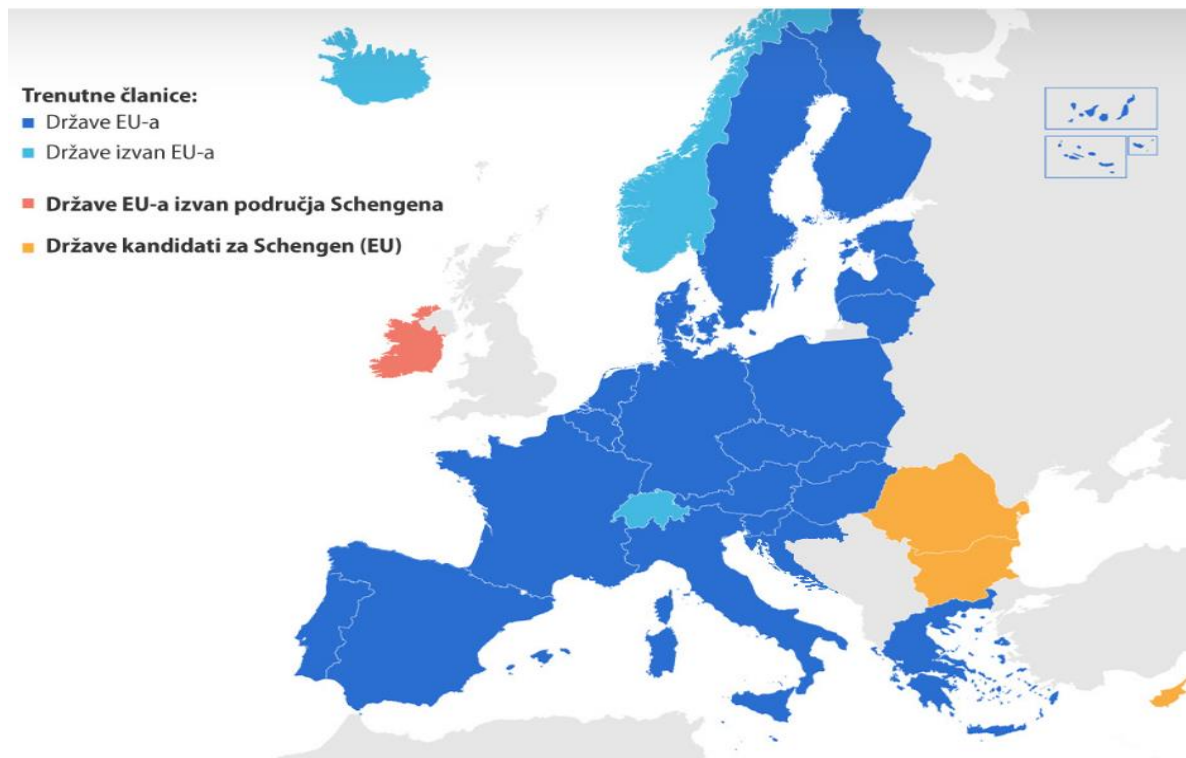 Trenutne članice:
Države EU-a
Države izvan EU-a
Države EU-a izvan područja Schengena
Države kandidati za Schengen (EU)